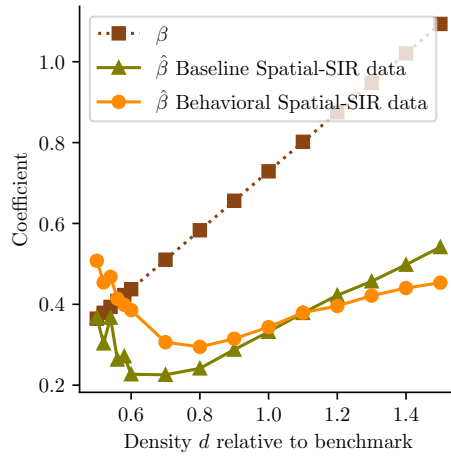 β
β̂ Baseline Spatial-SIR data
β̂ Behavioral Spatial-SIR data
Coefficient
1.0
0.8
0.6
0.4
0.2
0.6
0.8
1.0
1.2
1.4
Density d relative to benchmark